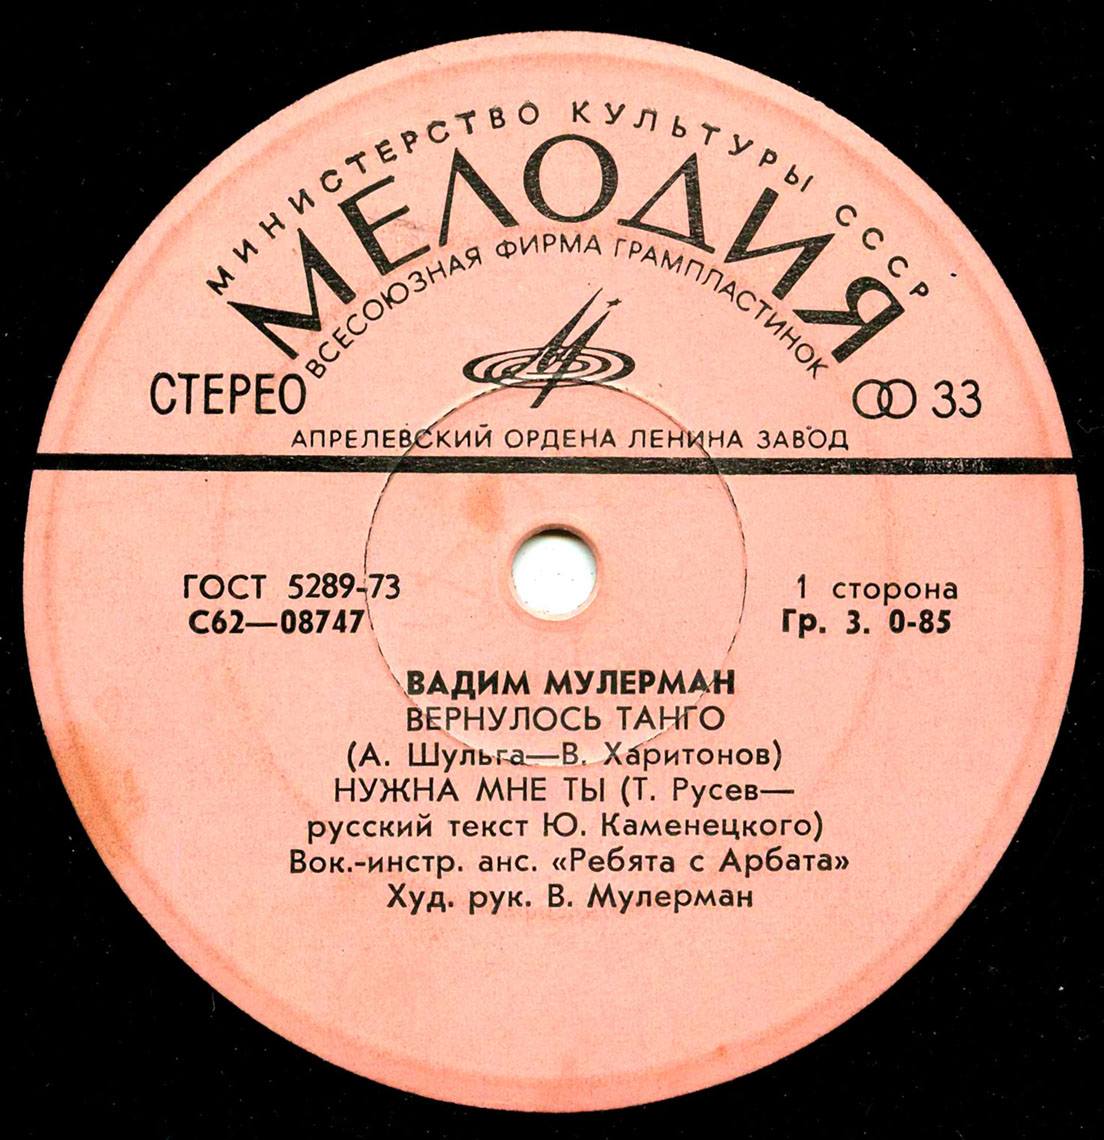 МИНИСТЕРСТВО КУЛЬТУРЫ СССР
МЕЛОДИЯ
ВСЕСОЮЗНАЯ ФИРМА ГРАМПЛАСТИНОК
СТЕРЕО
33
АПРЕЛЕВСКИЙ ОРДЕНА ЛЕНИНА ЗАВОД
ГОСТ 5289-73
С62—08747
1 сторона
Гр. 3. 0-85
ВАДИМ МУЛЕРМАН
ВЕРНУЛОСЬ ТАНГО
(А. Шульга—В. Харитонов)
НУЖНА МНЕ ТЫ (Т. Русев—
русский текст Ю. Каменецкого)
Вок.-инстр. анс. «Ребята с Арбата»
Худ. рук. В. Мулерман